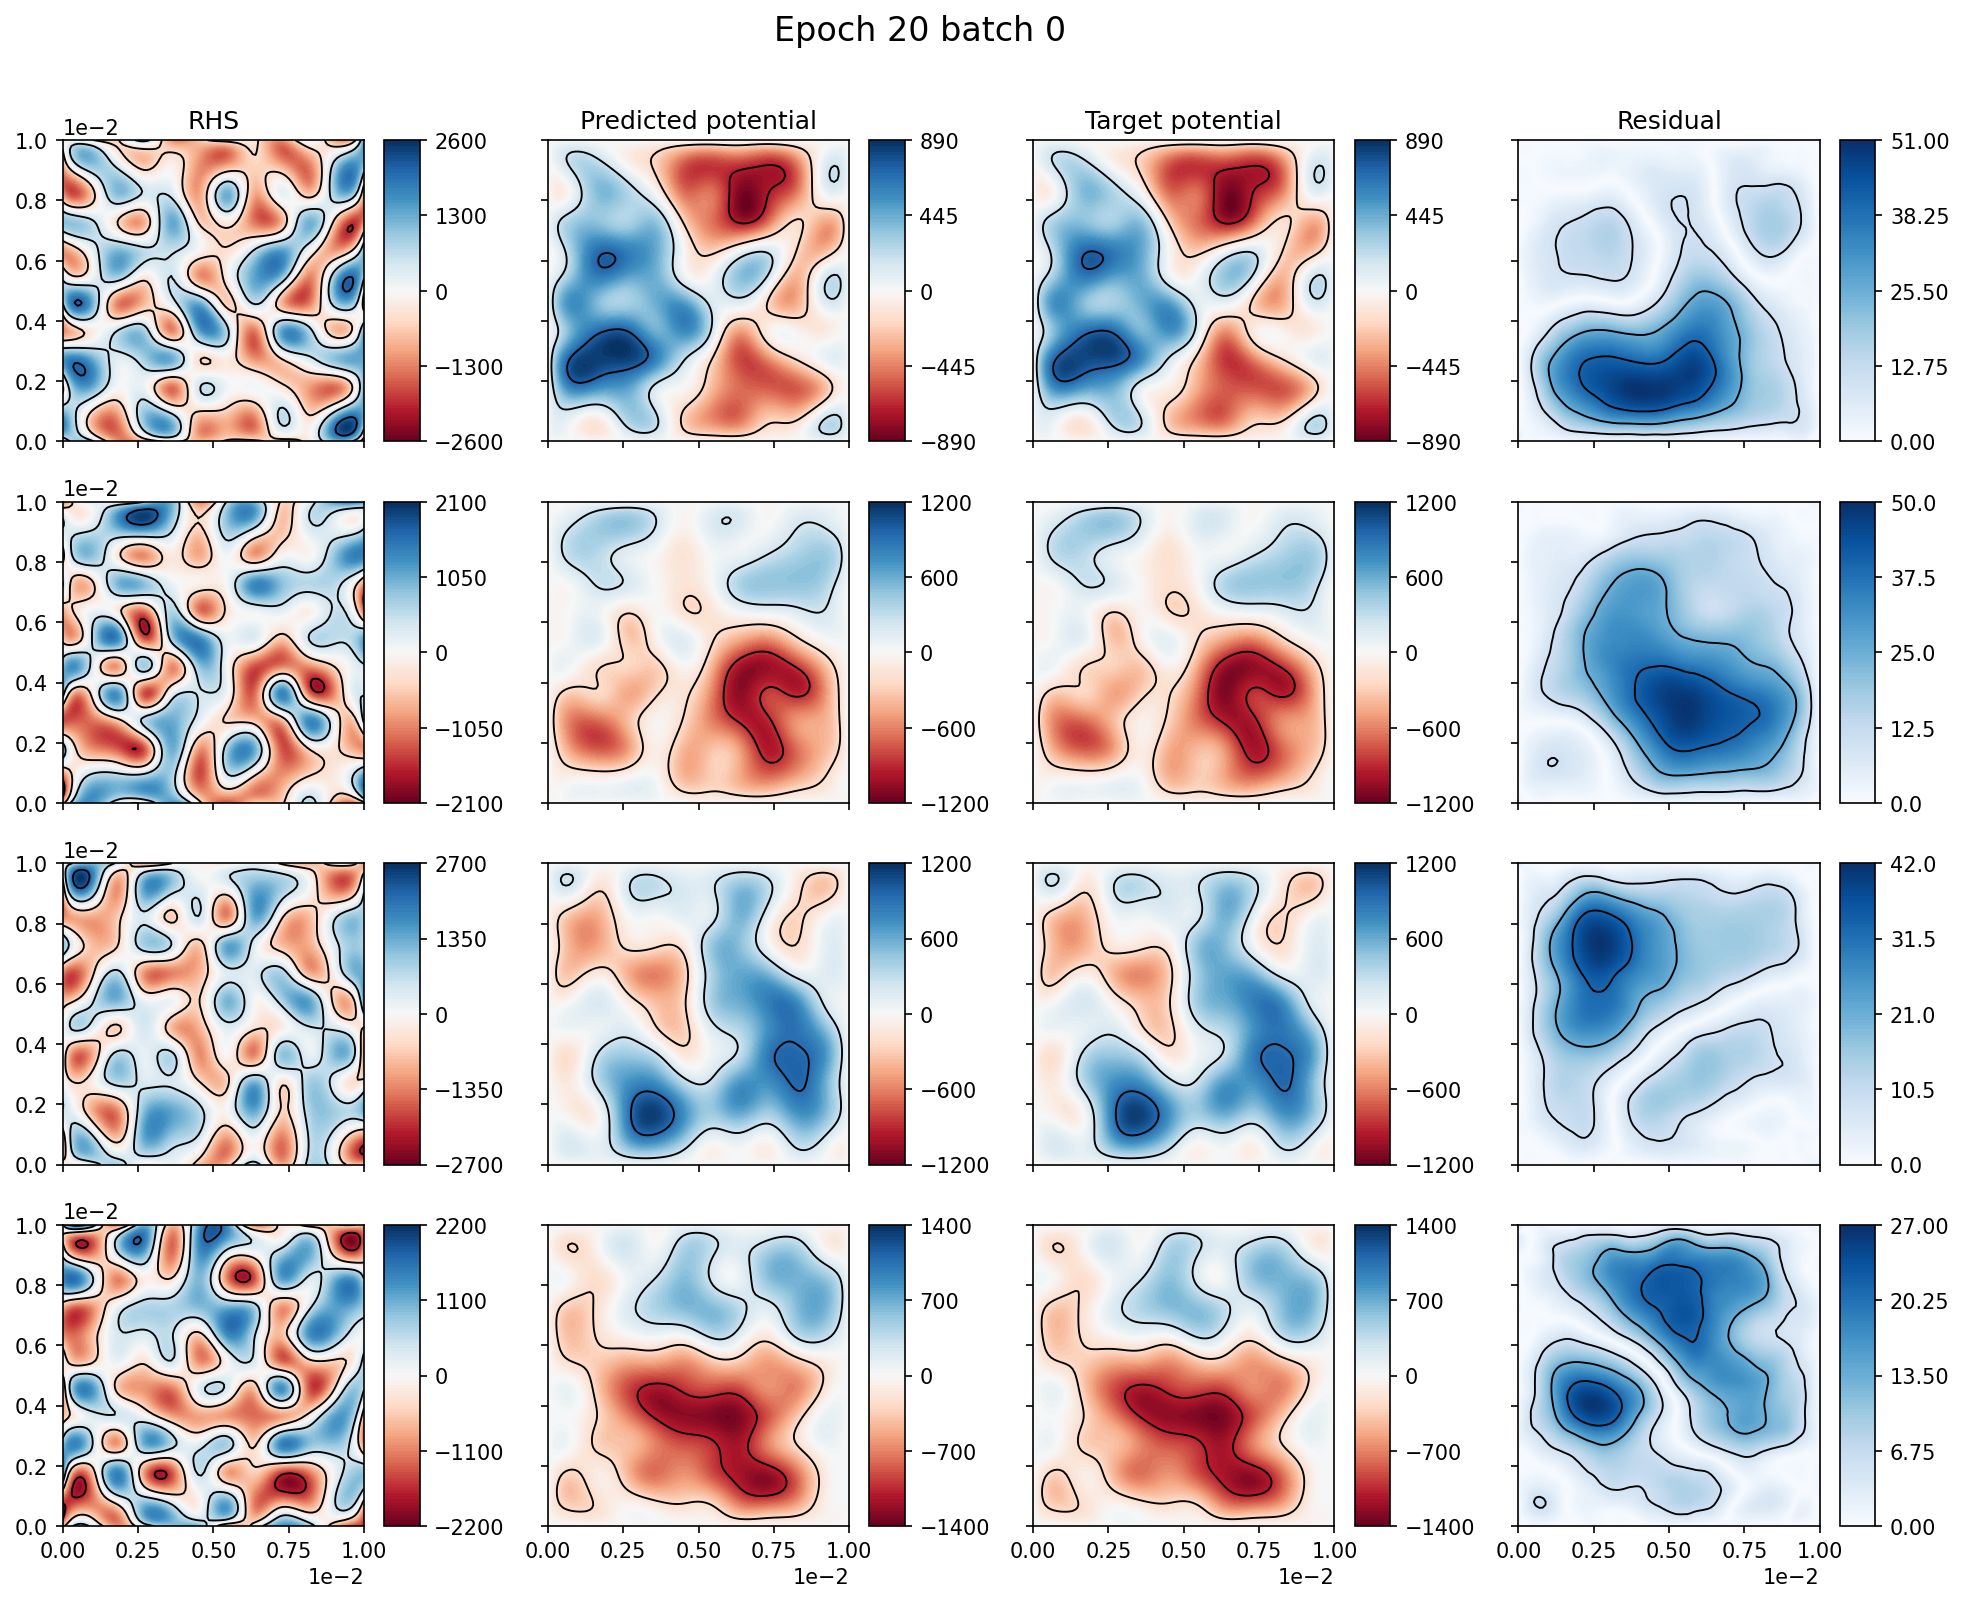 Epoch 20 batch 0
RHS Predicted potential Target potential Residual
1e−2
1.0 0.8 0.6 0.4 0.2 0.0
2600 1300 0 −1300 −2600
890 445 0 −445 −890
890 445 0 −445 −890
51.00 38.25 25.50 12.75 0.00
1e−2
1.0 0.8 0.6 0.4 0.2 0.0
2100 1050 0 −1050 −2100
1200 600 0 −600 −1200
1200 600 0 −600 −1200
50.0 37.5 25.0 12.5 0.0
1e−2
1.0 0.8 0.6 0.4 0.2 0.0
2700 1350 0 −1350 −2700
1200 600 0 −600 −1200
1200 600 0 −600 −1200
42.0 31.5 21.0 10.5 0.0
1e−2
1.0 0.8 0.6 0.4 0.2 0.0
2200 1100 0 −1100 −2200
1400 700 0 −700 −1400
1400 700 0 −700 −1400
27.00 20.25 13.50 6.75 0.00
0.00 0.25 0.50 0.75 1.00 0.00 0.25 0.50 0.75 1.00 0.00 0.25 0.50 0.75 1.00 0.00 0.25 0.50 0.75 1.00
1e−2 1e−2 1e−2 1e−2